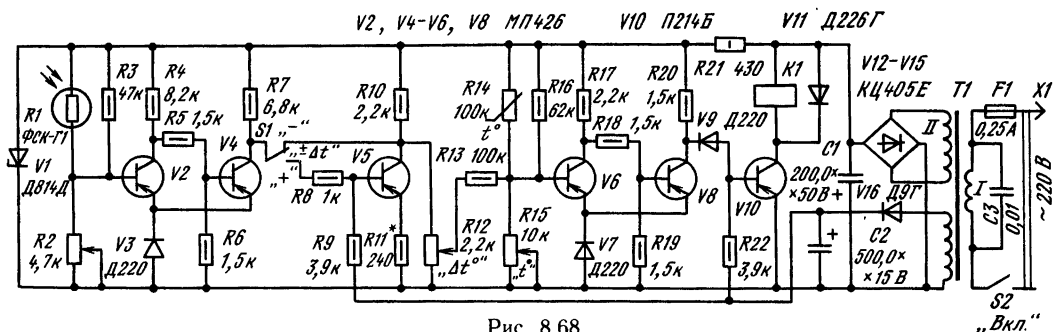 V2, V4-V6, V8 МП426 V10 П214Б V11 Д226Г
R1
ФСК-Г1
V1
Д814Д
R2
4,7к
R3
47к
R4
8,2к
R5 1,5к
V2
V3
Д220
R7
6,8к
V4
R6
1,5к
S1 „-“
„±Δt°“
„+“
R8 1к
R9
3,9к
R10
2,2к
V5
R11*
240
R12
2,2к
„Δt°“
R13
100к
R14
100к
t°
R15
10к
„t°“
R16
62к
R17
2,2к
R18 1,5к
V6
V7
Д220
R19
1,5к
R20
1,5к
V8
V9 Д220
R21 430
K1
V10
R22
3,9к
C1
200,0×
×50В
+
V12-V15
КЦ405Е
V16 Д9Г
C2
500,0×
×15В
+
T1
II
I
F1
0,25А
C3
0,01
X1
~220В
S2
„Вкл.“
Рис. 8.68